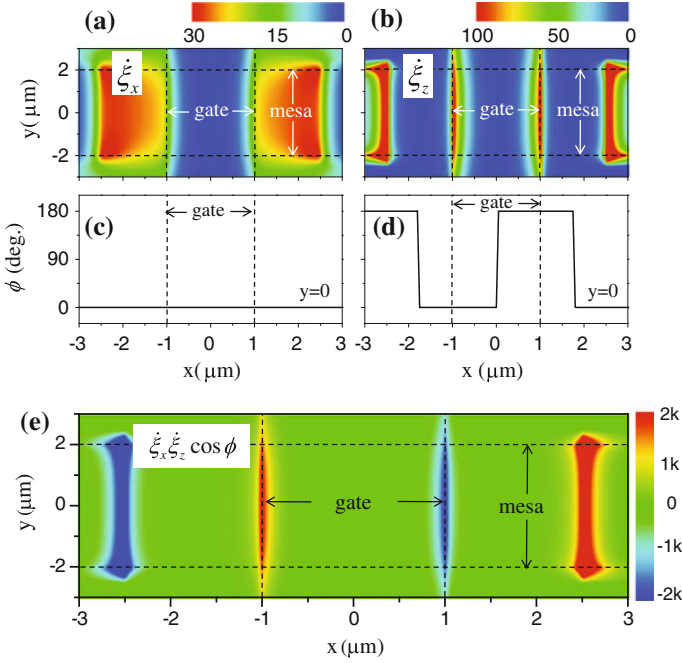 (a) 30 15 0 (b) 100 50 0
y(μm) 2 0 -2 ξ̇x gate mesa ξ̇z gate mesa
ϕ (deg.) 180 90 0 (c) gate y=0 (d) gate y=0
-3 -2 -1 0 1 2 3 -3 -2 -1 0 1 2 3
x(μm) x (μm)
(e) ξ̇xξ̇z cos ϕ 2k
2 1k
y (μm) 0 gate mesa 0
-2 -1k
-2k
-3 -2 -1 0 1 2 3
x(μm)